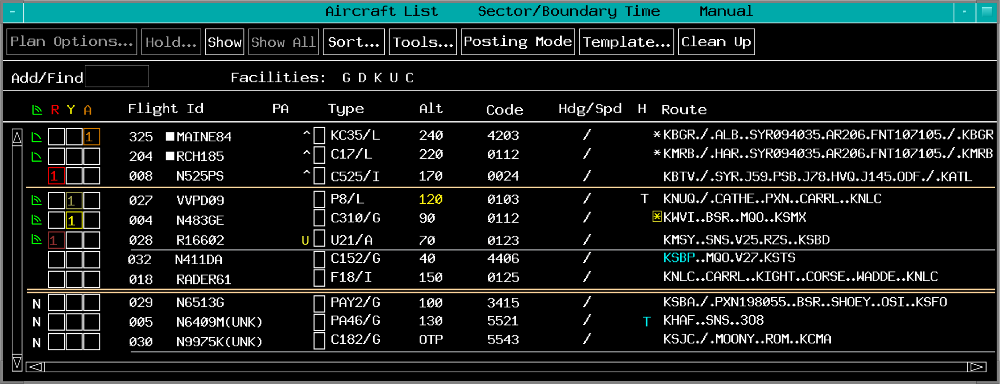 Aircraft List Sector/Boundary Time Manual
Plan Options... Hold... Show Show All Sort... Tools... Posting Mode Template... Clean Up
Add/Find Facilities: G D K U C
R Y A Flight Id PA Type Alt Code Hdg/Spd H Route
1 325 MAINE84 ^ KC35/L 240 4203 / *KBGR./.ALB..SYR094035.AR206.FNT107105./.KBGR
204 RCH185 ^ C17/L 220 0112 / *KMRB./.HAR..SYR094035.AR206.FNT107105./.KMRB
1 008 N525PS ^ C525/I 170 0024 / KBTV./.SYR.J59.PSB.J78.HVQ.J145.ODF./.KATL
1 027 VVPD09 P8/L 120 0103 / T KNUQ./.CATHE..PXN..CARRL..KNLC
1 004 N483GE C310/G 90 0112 / *KWVI..BSR..MQO..KSMX
1 028 R16602 U U21/A 70 0123 / KMSY..SNS.V25.RZS..KSBD
032 N411DA C152/G 40 4406 / KSBP..MQO.V27.KSTS
018 RADER61 F18/I 150 0125 / KNLC..CARRL..KIGHT..CORSE..WADDE..KNLC
N 029 N6513G PAY2/G 100 3415 / KSBA./.PXN198055..BSR..SHOEY..OSI..KSFO
N 005 N6409M(UNK) PA46/G 130 5521 / T KHAF..SNS..3O8
N 030 N9975K(UNK) C182/G OTP 5543 / KSJC./.MOONY..ROM..KCMA